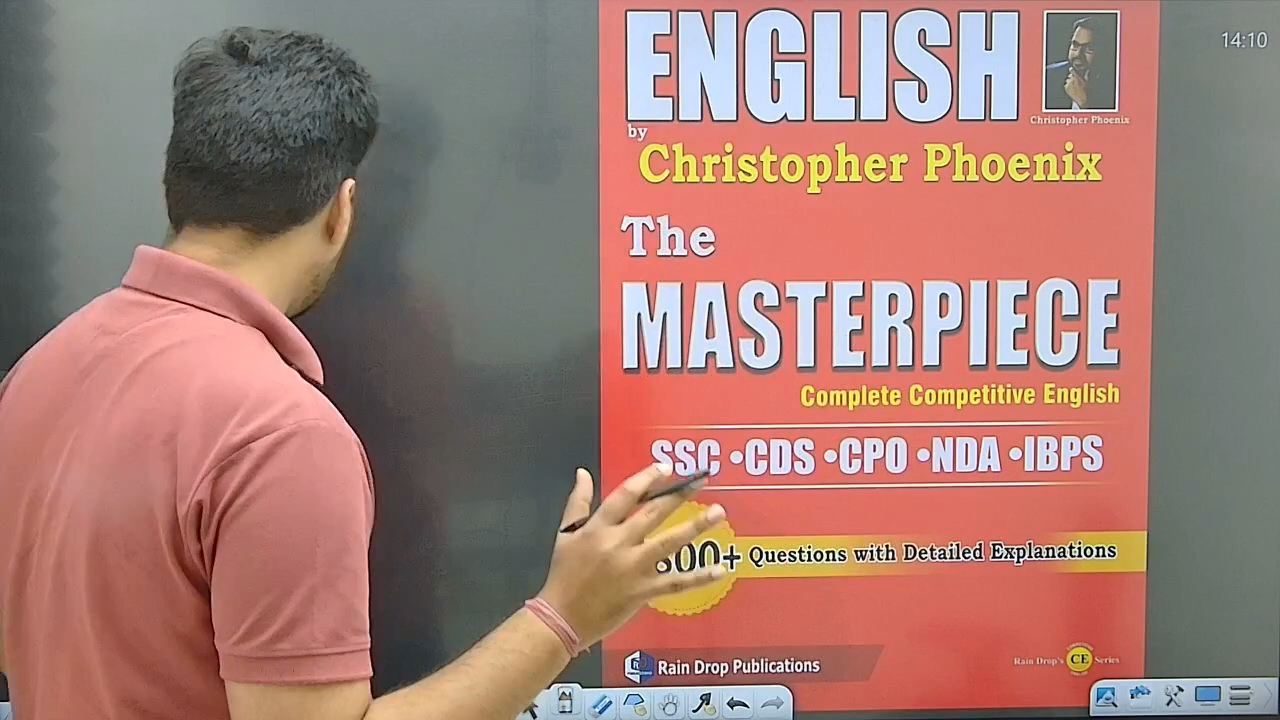 ENGLISH
Christopher Phoenix
by
Christopher Phoenix
The
MASTERPIECE
Complete Competitive English
SSC •CDS •CPO •NDA •IBPS
Questions with Detailed Explanations
Rain Drop Publications
Rain Drop's CE Series
14:10